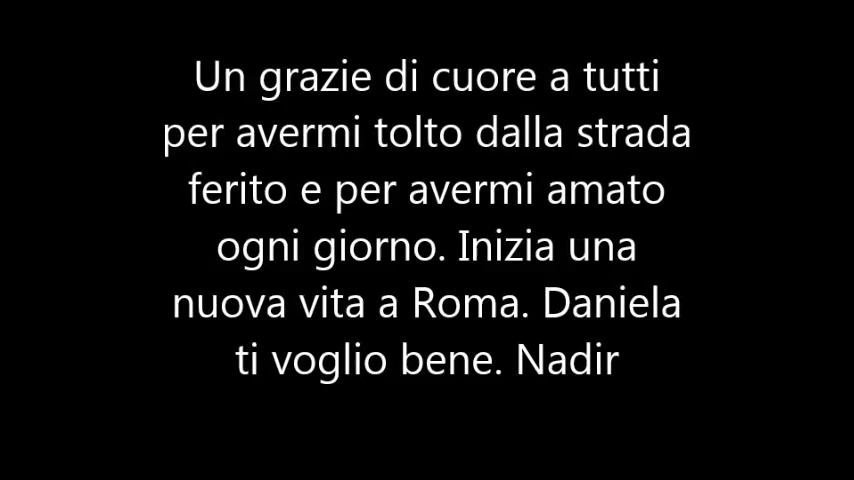 Un grazie di cuore a tutti
per avermi tolto dalla strada
ferito e per avermi amato
ogni giorno. Inizia una
nuova vita a Roma. Daniela
ti voglio bene. Nadir